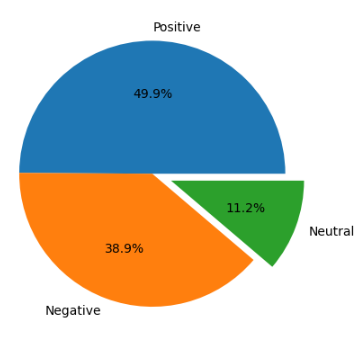 Positive
49.9%
11.2%
Neutral
38.9%
Negative